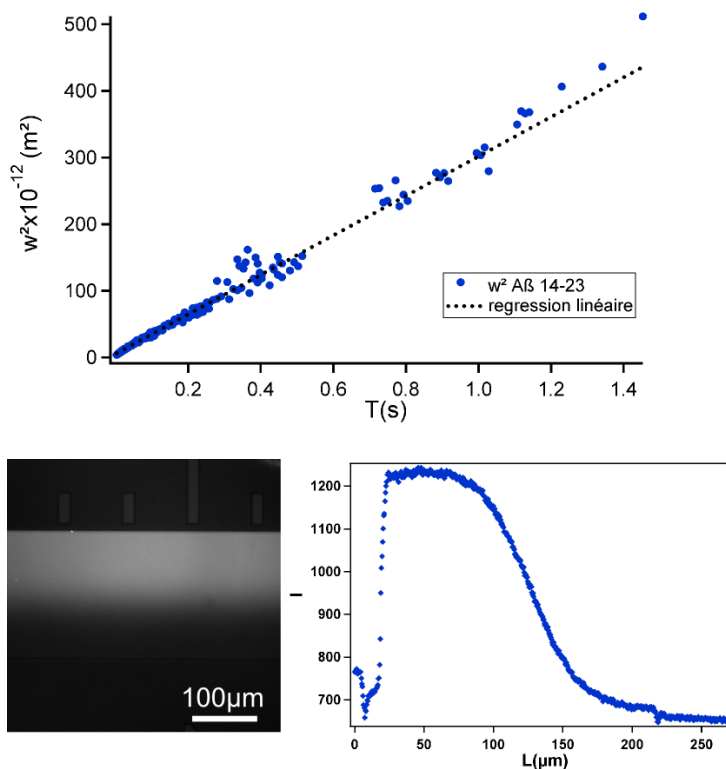 500
400
300
200
100
0
w²x10⁻¹² (m²)
w² Aß 14-23
regression linéaire
0.2 0.4 0.6 0.8 1.0 1.2 1.4
T(s)
100µm
1200
1100
1000
900
800
700
I
0 50 100 150 200 250
L(µm)